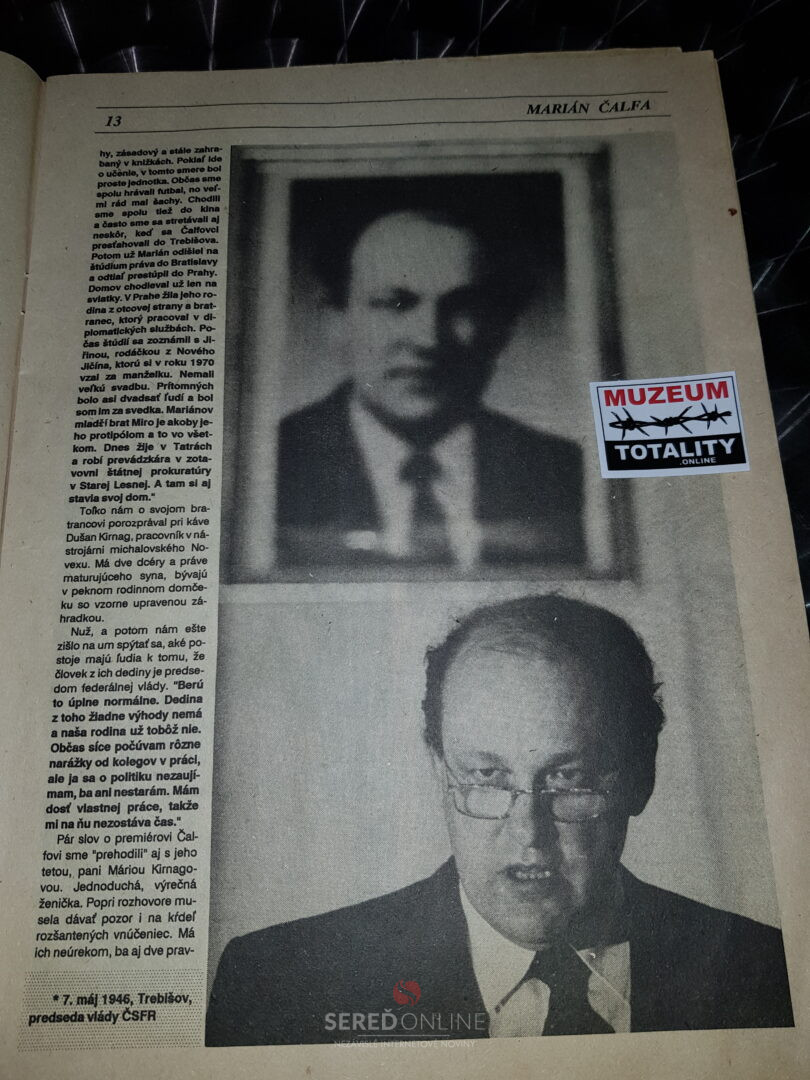 13
MARIÁN ČALFA
hy, zásadový a stále zahra-
baný v knižkách. Pokiaľ ide
o učenie, v tomto smere bol
proste jednotka. Občas sme
spolu hrávali futbal, no veľ-
mi rád mal šachy. Chodili
sme spolu tiež do kina
a často sme sa stretávali aj
neskôr, keď sa Čalfovci
presťahovali do Trebišova.
Potom už Marián odišiel na
štúdium práva do Bratislavy
a odtiaľ prestúpil do Prahy.
Domov chodieval už len na
sviatky. V Prahe žila jeho ro-
dina z otcovej strany a brat-
ranec, ktorý pracoval v di-
plomatických službách. Po-
čas štúdií sa zoznámil s Ji-
řinou, rodáčkou z Nového
Jičína, ktorú si v roku 1970
vzal za manželku. Nemali
veľkú svadbu. Prítomných
bolo asi dvadsať ľudí a bol
som im za svedka. Mariánov
mladší brat Miro je akoby je-
ho protipólom a to vo všet-
kom. Dnes žije v Tatrách
a robí prevádzkára v zota-
vovni štátnej prokuratúry
v Starej Lesnej. A tam si aj
stavia svoj dom."
Toľko nám o svojom bra-
trancovi porozprával pri káve
Dušan Kirnag, pracovník v ná-
strojárni michalovského No-
vexu. Má dve dcéry a práve
maturujúceho syna, bývajú
v peknom rodinnom domče-
ku so vzorne upravenou zá-
hradkou.
Nuž, a potom nám ešte
zišlo na um spýtať sa, aké po-
stoje majú ľudia k tomu, že
človek z ich dediny je predse-
dom federálnej vlády. "Berú
to úplne normálne. Dedina
z toho žiadne výhody nemá
a naša rodina už tobôž nie.
Občas síce počúvam rôzne
narážky od kolegov v práci,
ale ja sa o politiku nezaují-
mam, ba ani nestarám. Mám
dosť vlastnej práce, takže
mi na ňu nezostáva čas."
Pár slov o premiérovi Čal-
fovi sme "prehodili" aj s jeho
tetou, pani Máriou Kirnago-
vou. Jednoduchá, výrečná
ženička. Popri rozhovore mu-
sela dávať pozor i na kŕdeľ
rozšantených vnúčeniec. Má
ich neúrekom, ba aj dve prav-
* 7. máj 1946, Trebišov,
predseda vlády ČSFR
MUZEUM
TOTALITY
.ONLINE
SEREĎONLINE
NEZÁVISLÉ INTERNETOVÉ NOVINY